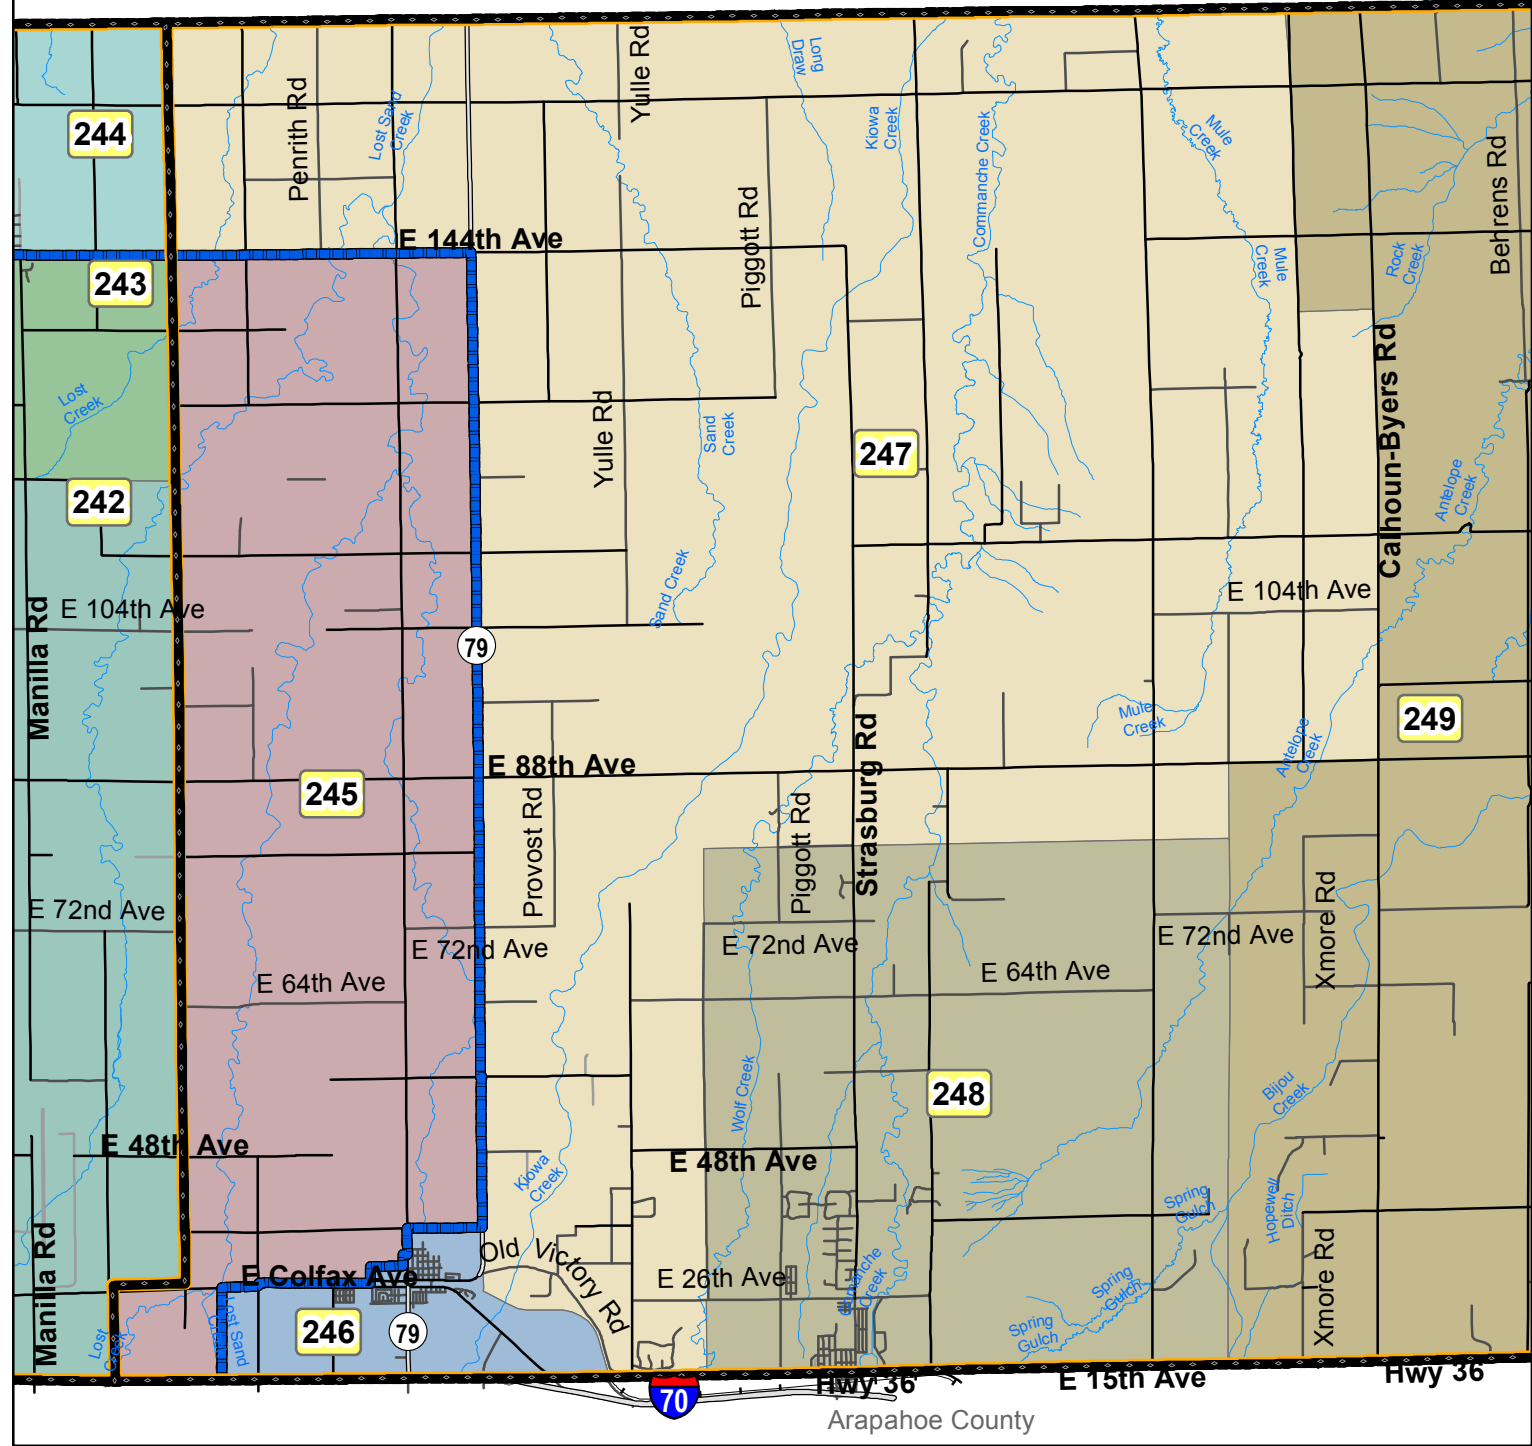 Yulle Rd
Long
Draw
244
Penrith Rd
Lost Sand
Creek
Kiowa
Creek
Commanche Creek
Mule
Creek
Behrens Rd
E 144th Ave
Piggott Rd
Mule
Creek
Rock
Creek
243
Lost
Creek
Yulle Rd
Sand
Creek
247
Calhoun-Byers Rd
242
Antelope
Creek
Manilla Rd
E 104th Ave
Sand Creek
E 104th Ave
79
Mule
Creek
249
Strasburg Rd
Antelope
Creek
E 88th Ave
245
Provost Rd
Piggott Rd
E 72nd Ave
E 72nd Ave
E 72nd Ave
E 72nd Ave
Xmore Rd
E 64th Ave
E 64th Ave
Wolf Creek
248
Bijou
Creek
E 48th Ave
E 48th Ave
Kiowa
Creek
Spring
Gulch
Hopewell
Ditch
Manilla Rd
Old Victory Rd
E Colfax Ave
E 26th Ave
Comanche
Creek
Spring
Gulch
Xmore Rd
Lost
Creek
Lost Sand
Creek
246
79
Spring
Gulch
70
Hwy 36
E 15th Ave
Hwy 36
Arapahoe County